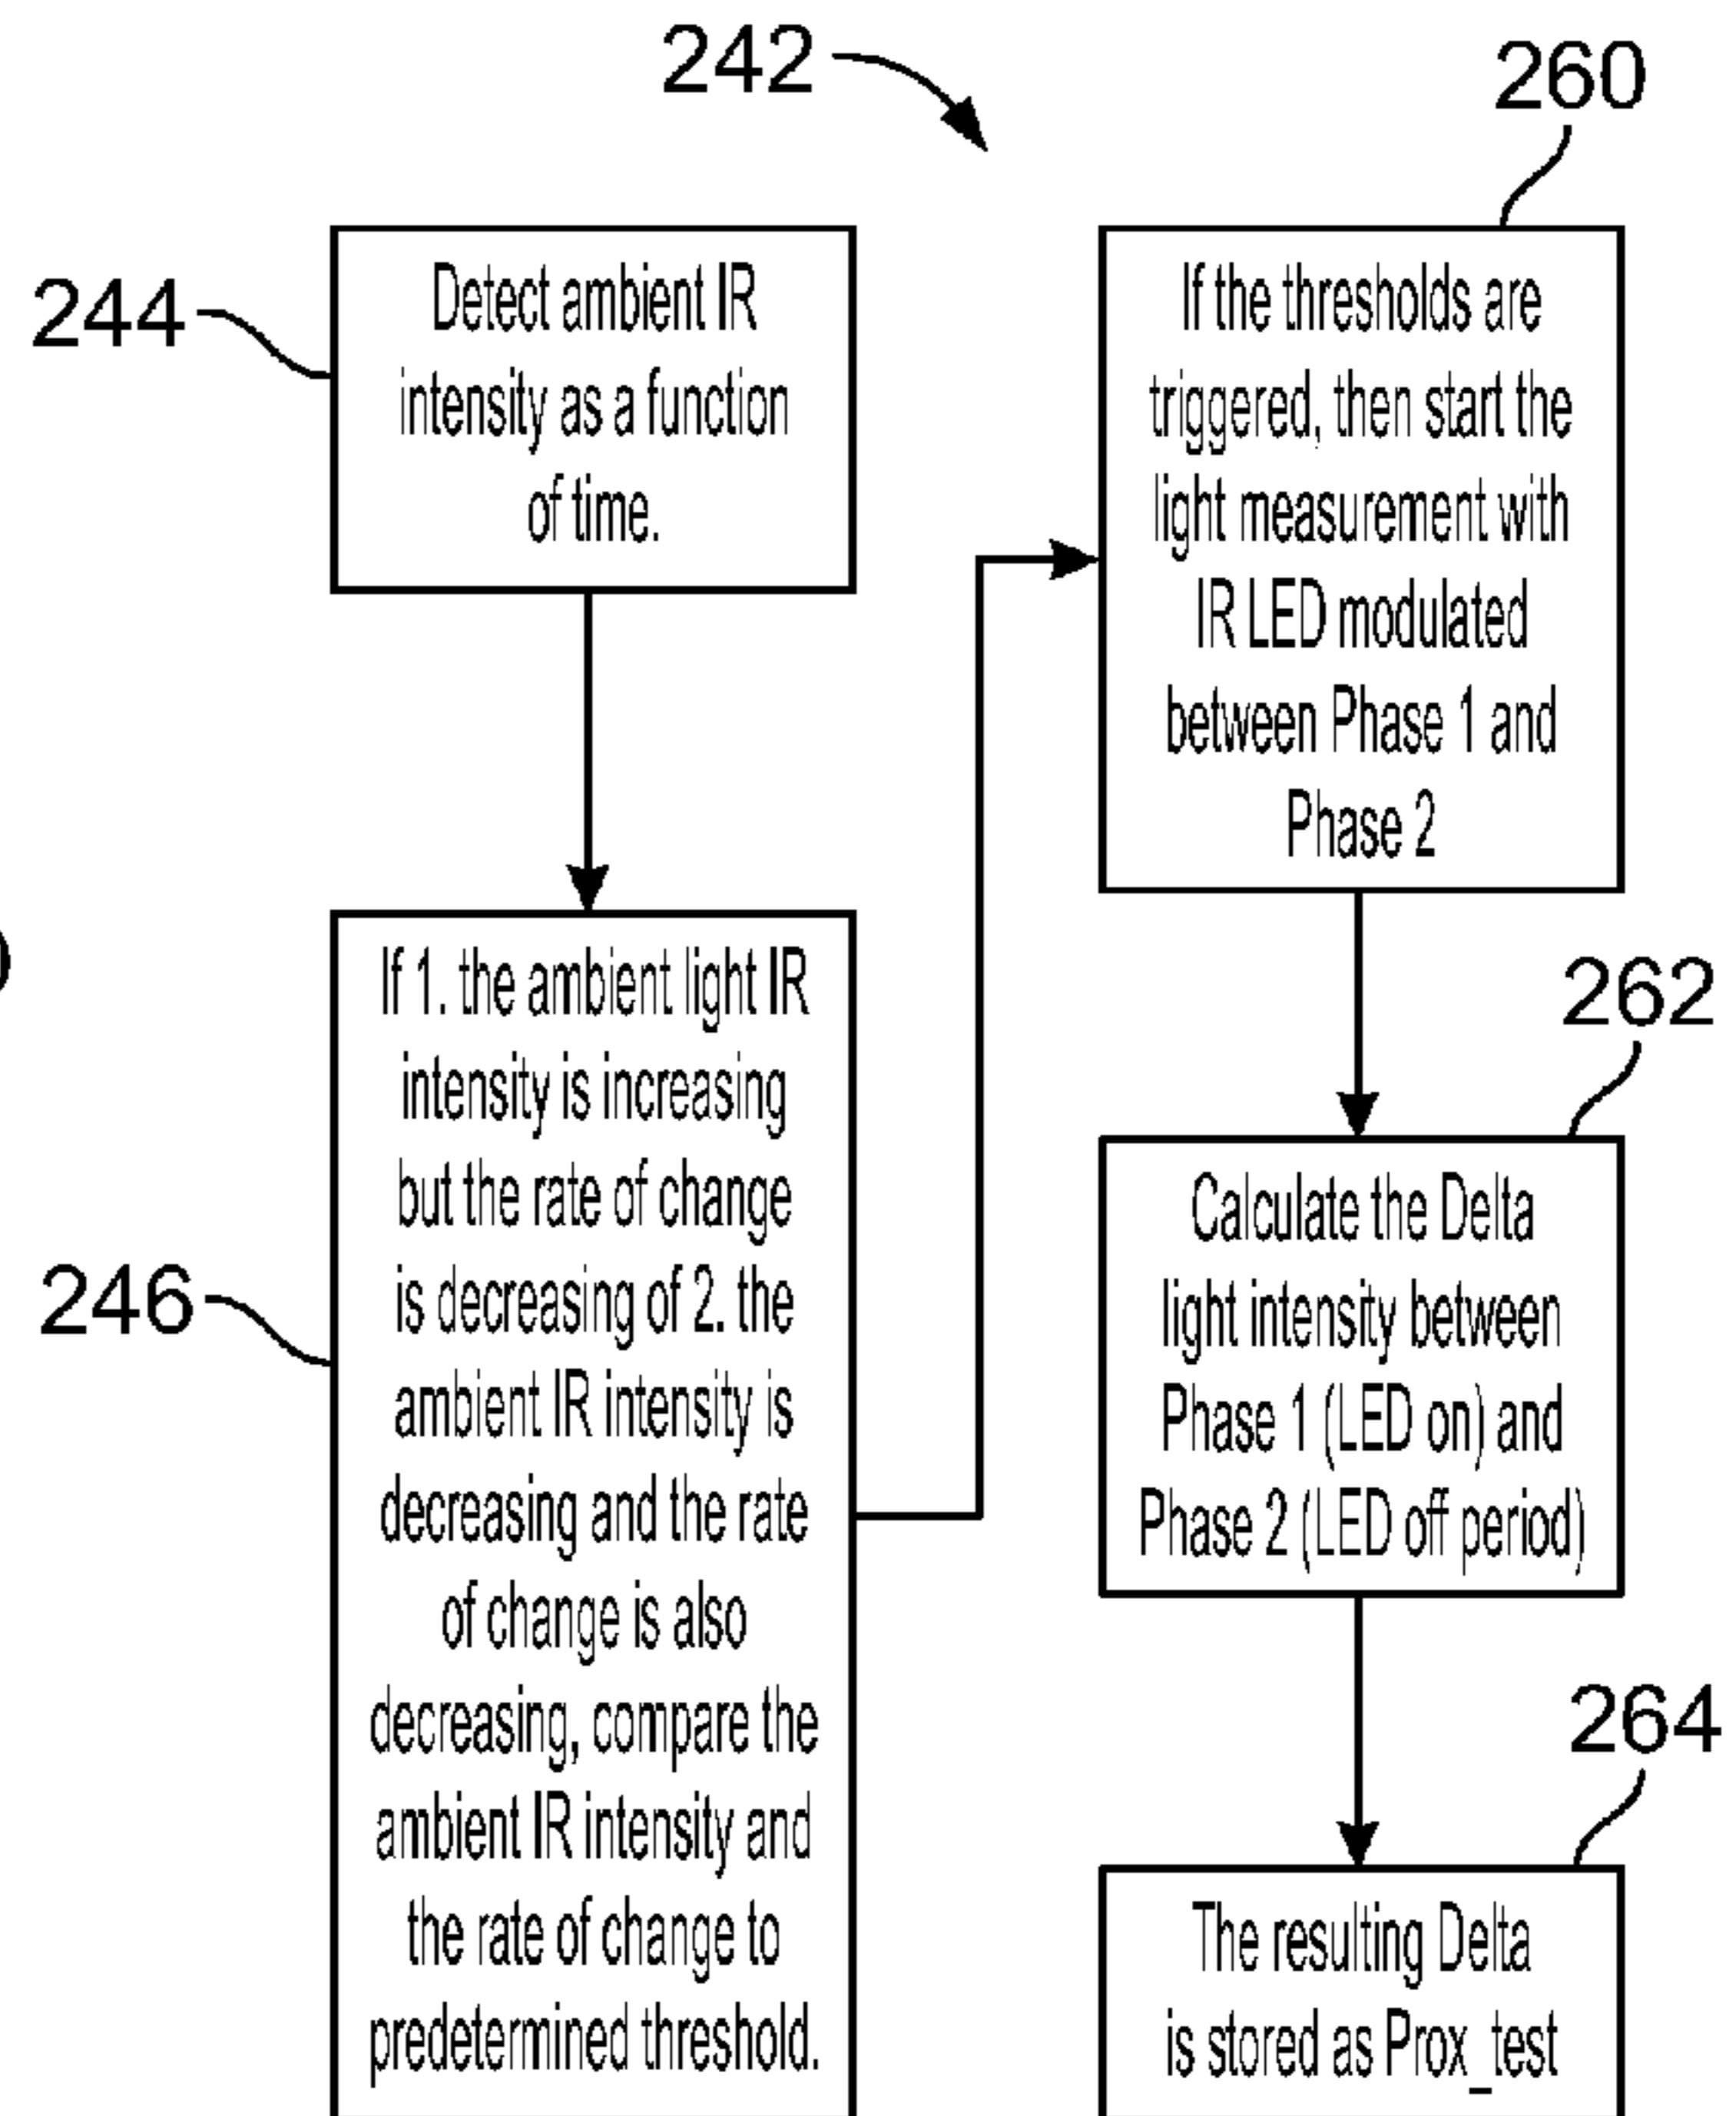 242
244
Detect ambient IR
intensity as a function
of time.
246
If 1. the ambient light IR
intensity is increasing
but the rate of change
is decreasing of 2. the
ambient IR intensity is
decreasing and the rate
of change is also
decreasing, compare the
ambient IR intensity and
the rate of change to
predetermined threshold.
260
If the thresholds are
triggered, then start the
light measurement with
IR LED modulated
between Phase 1 and
Phase 2
262
Calculate the Delta
light intensity between
Phase 1 (LED on) and
Phase 2 (LED off period)
264
The resulting Delta
is stored as Prox_test